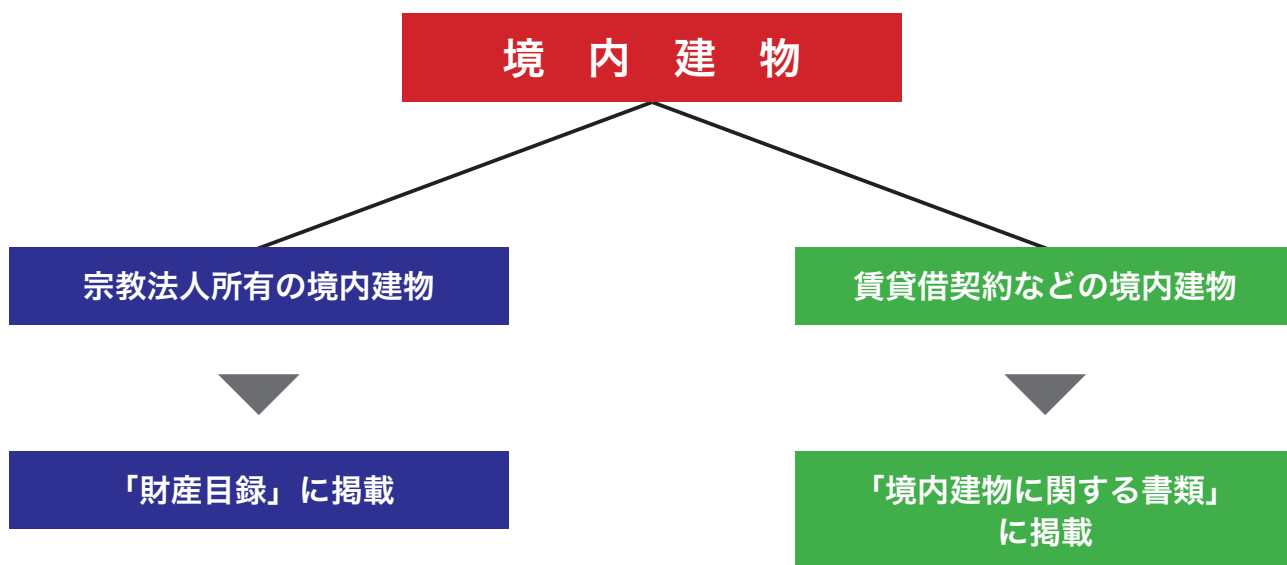 境 内 建 物
宗教法人所有の境内建物
賃貸借契約などの境内建物
「財産目録」に掲載
「境内建物に関する書類」
に掲載